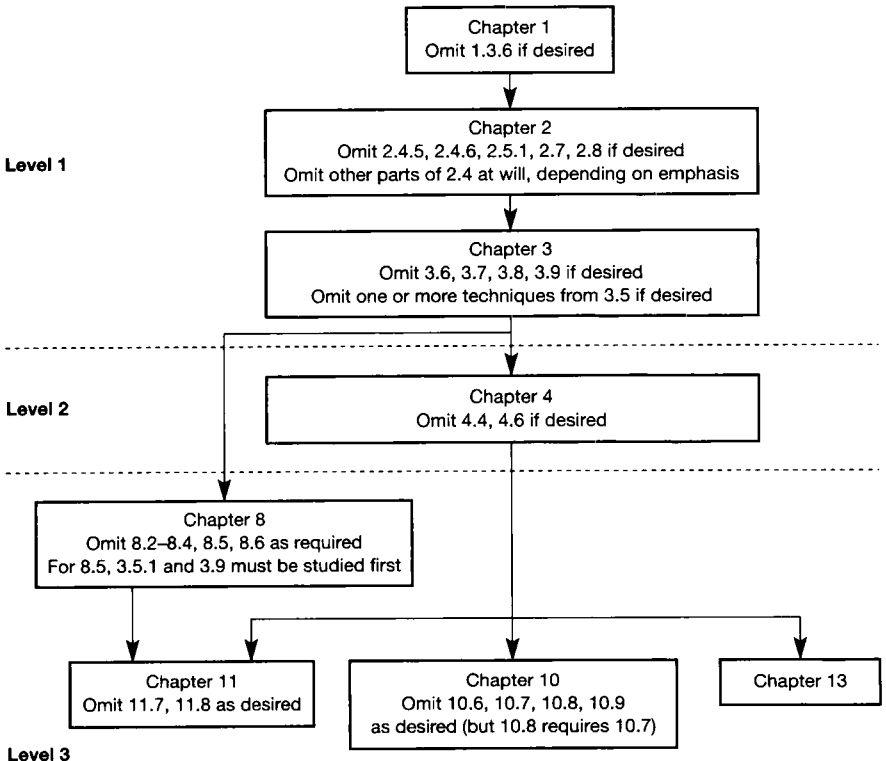 Chapter 1
Omit 1.3.6 if desired
Chapter 2
Omit 2.4.5, 2.4.6, 2.5.1, 2.7, 2.8 if desired
Omit other parts of 2.4 at will, depending on emphasis
Level 1
Chapter 3
Omit 3.6, 3.7, 3.8, 3.9 if desired
Omit one or more techniques from 3.5 if desired
Chapter 4
Omit 4.4, 4.6 if desired
Level 2
Chapter 8
Omit 8.2–8.4, 8.5, 8.6 as required
For 8.5, 3.5.1 and 3.9 must be studied first
Chapter 11
Omit 11.7, 11.8 as desired
Chapter 10
Omit 10.6, 10.7, 10.8, 10.9
as desired (but 10.8 requires 10.7)
Chapter 13
Level 3